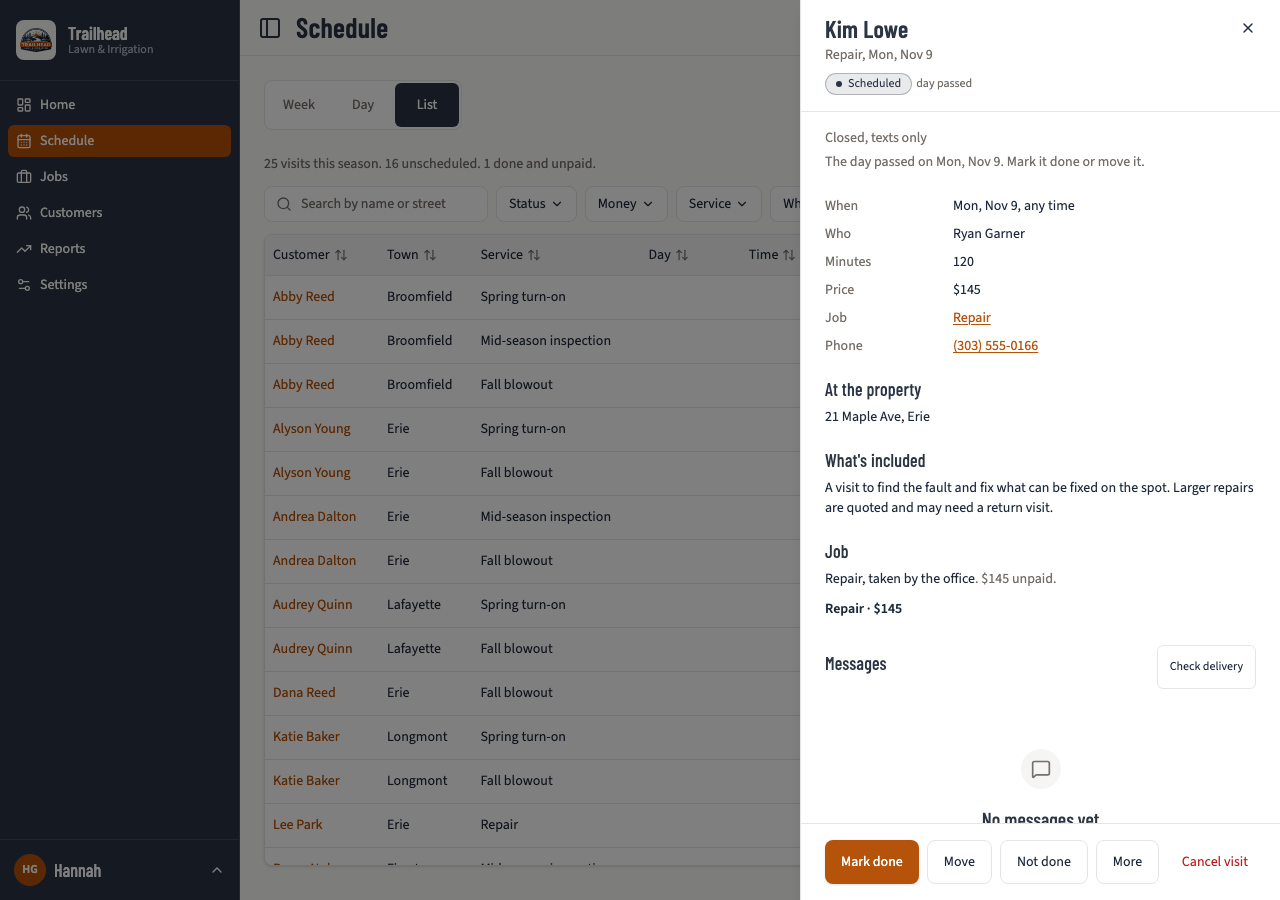 Trailhead
Lawn & Irrigation
Home
Schedule
Jobs
Customers
Reports
Settings
HG Hannah
Schedule
Week Day List
25 visits this season. 16 unscheduled. 1 done and unpaid.
Search by name or street Status Money Service Wh
Customer Town Service Day Time
Abby Reed Broomfield Spring turn-on
Abby Reed Broomfield Mid-season inspection
Abby Reed Broomfield Fall blowout
Alyson Young Erie Spring turn-on
Alyson Young Erie Fall blowout
Andrea Dalton Erie Mid-season inspection
Andrea Dalton Erie Fall blowout
Audrey Quinn Lafayette Spring turn-on
Audrey Quinn Lafayette Fall blowout
Dana Reed Erie Fall blowout
Katie Baker Longmont Spring turn-on
Katie Baker Longmont Fall blowout
Lee Park Erie Repair
Kim Lowe
Repair, Mon, Nov 9
Scheduled day passed
Closed, texts only
The day passed on Mon, Nov 9. Mark it done or move it.
When Mon, Nov 9, any time
Who Ryan Garner
Minutes 120
Price $145
Job Repair
Phone (303) 555-0166
At the property
21 Maple Ave, Erie
What's included
A visit to find the fault and fix what can be fixed on the spot. Larger repairs
are quoted and may need a return visit.
Job
Repair, taken by the office. $145 unpaid.
Repair · $145
Messages Check delivery
No messages yet
Mark done Move Not done More Cancel visit